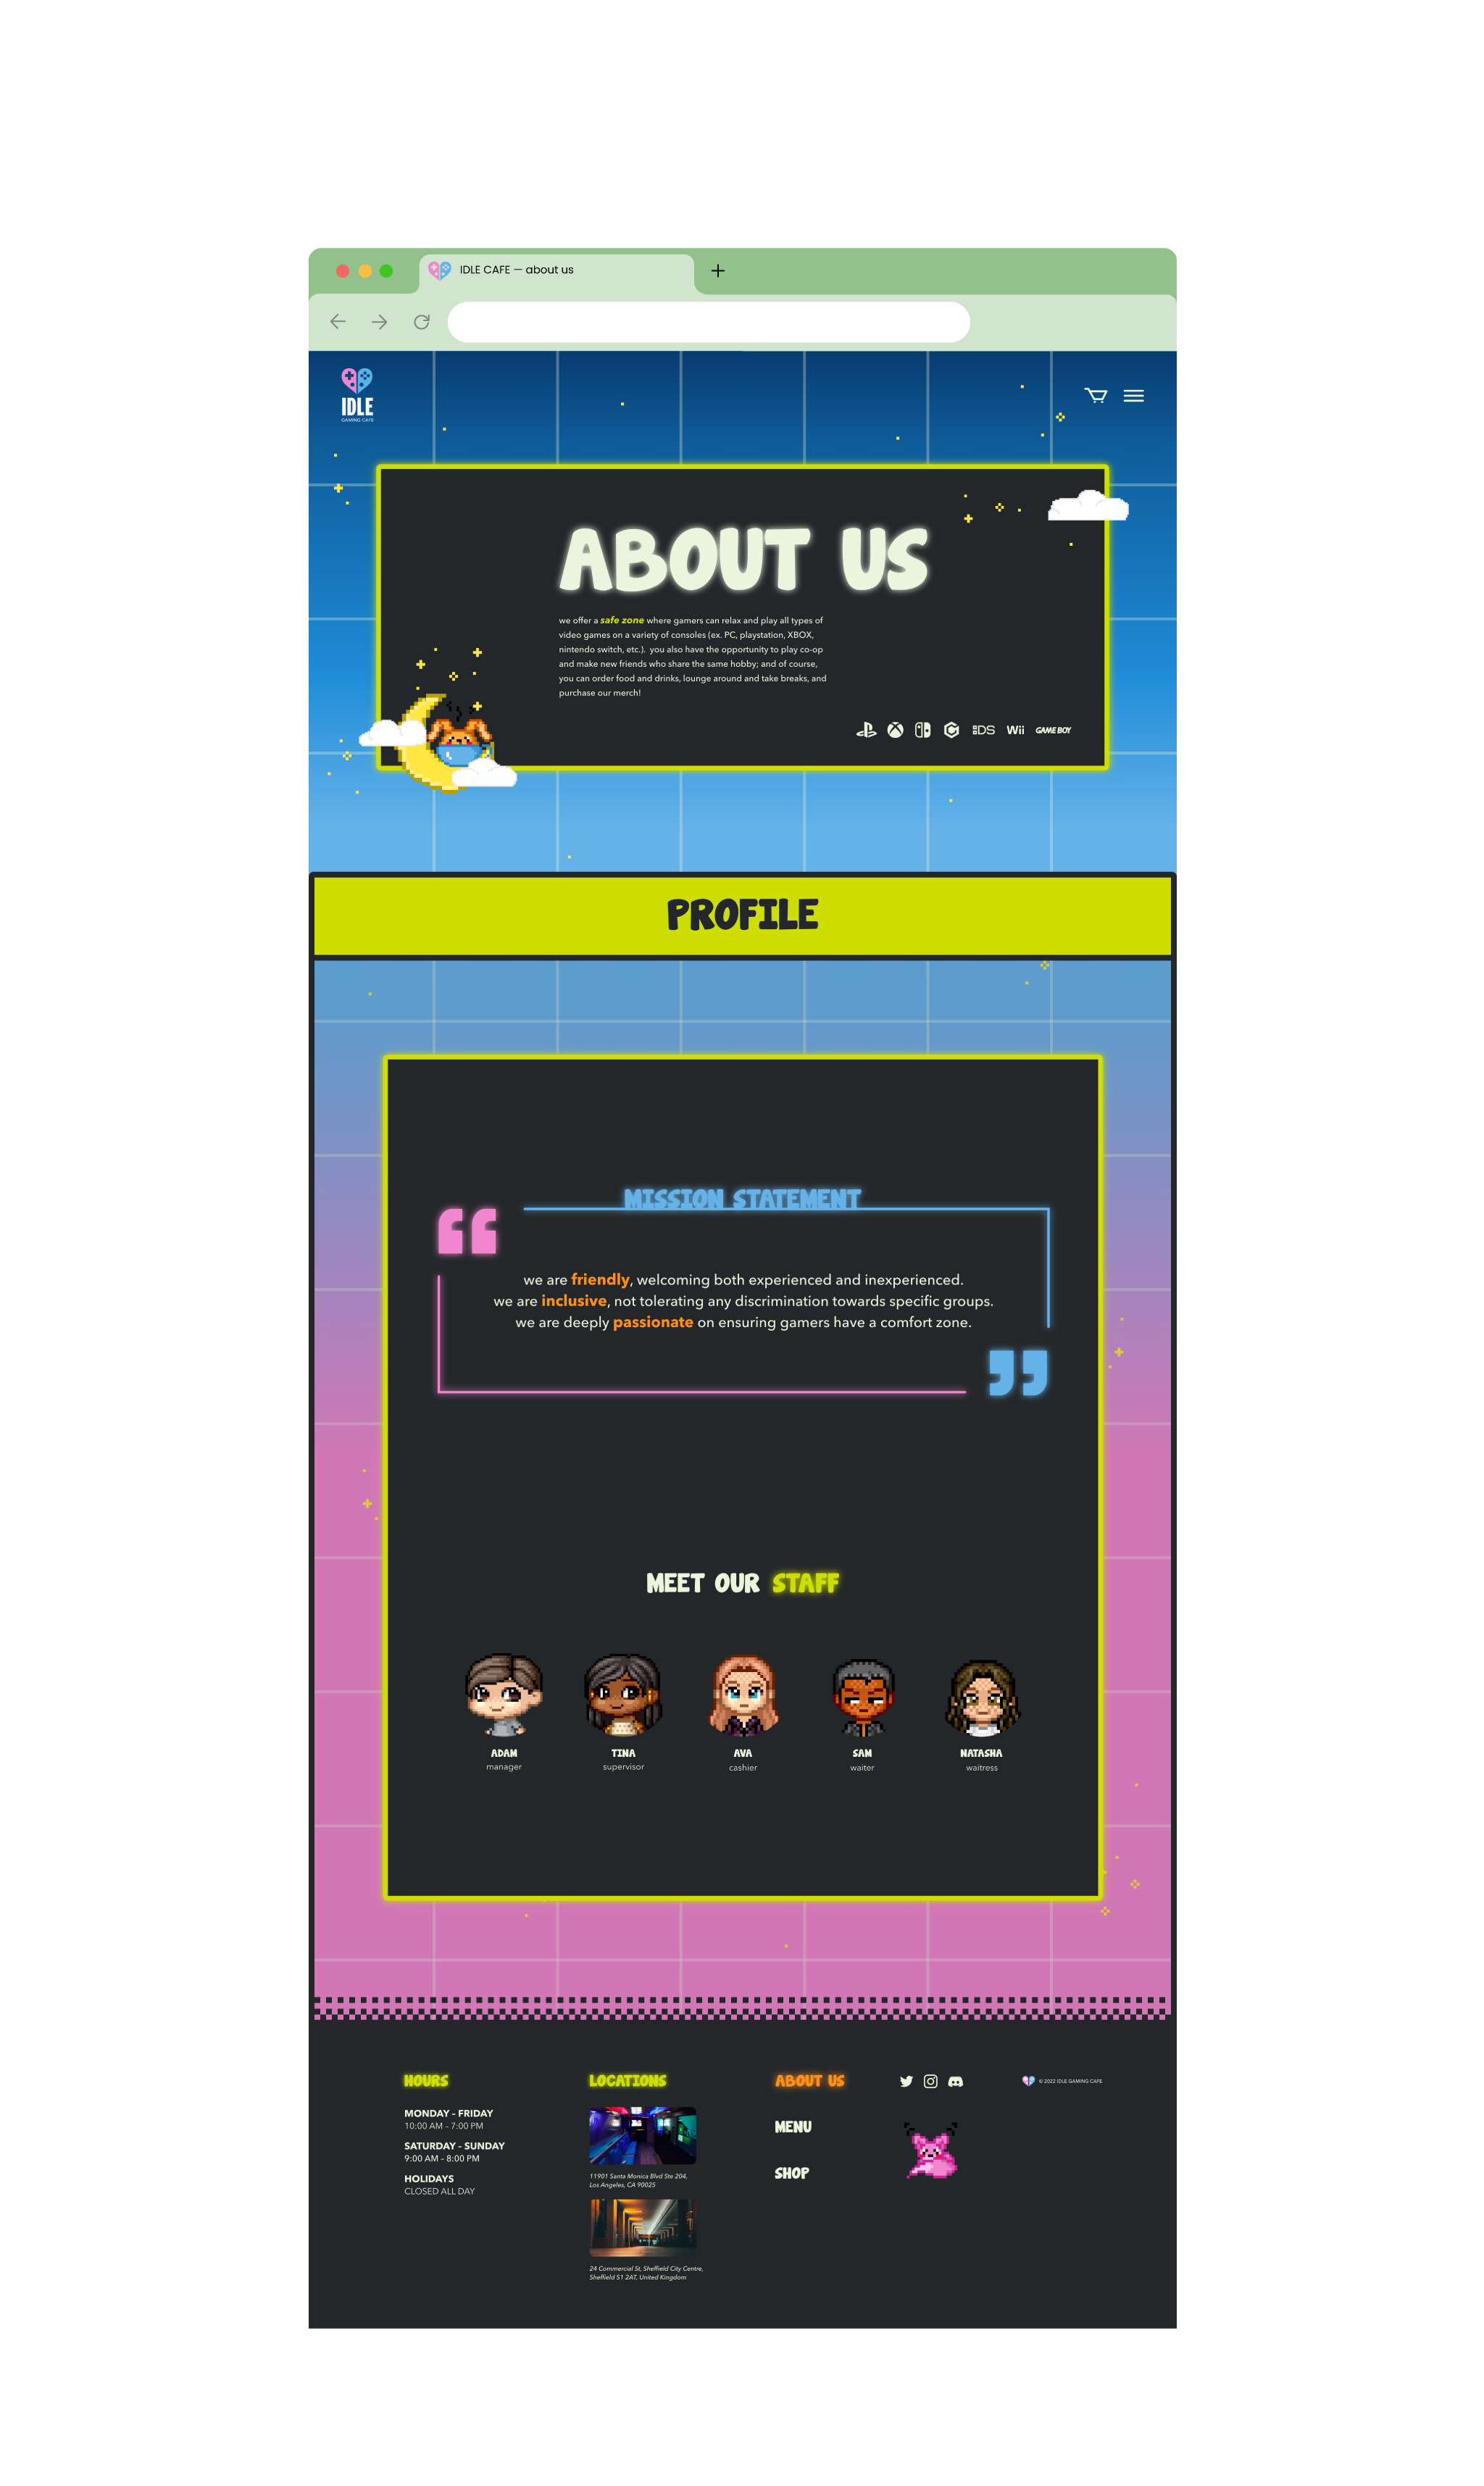 IDLE CAFE — about us
IDLE
GAMING CAFE
ABOUT US
we offer a safe zone where gamers can relax and play all types of
video games on a variety of consoles (ex. PC, playstation, XBOX,
nintendo switch, etc.). you also have the opportunity to play co-op
and make new friends who share the same hobby; and of course,
you can order food and drinks, lounge around and take breaks, and
purchase our merch!
DS Wii GAME BOY
PROFILE
MISSION STATEMENT
“
we are friendly, welcoming both experienced and inexperienced.
we are inclusive, not tolerating any discrimination towards specific groups.
we are deeply passionate on ensuring gamers have a comfort zone.
”
MEET OUR STAFF
ADAM TINA AVA SAM NATASHA
manager supervisor cashier waiter waitress
HOURS
MONDAY – FRIDAY
10:00 AM – 7:00 PM
SATURDAY – SUNDAY
9:00 AM – 8:00 PM
HOLIDAYS
CLOSED ALL DAY
LOCATIONS
11901 Santa Monica Blvd Ste 204,
Los Angeles, CA 90025
24 Commercial St, Sheffield City Centre,
Sheffield S1 2AT, United Kingdom
ABOUT US
MENU
SHOP
© 2022 IDLE GAMING CAFE